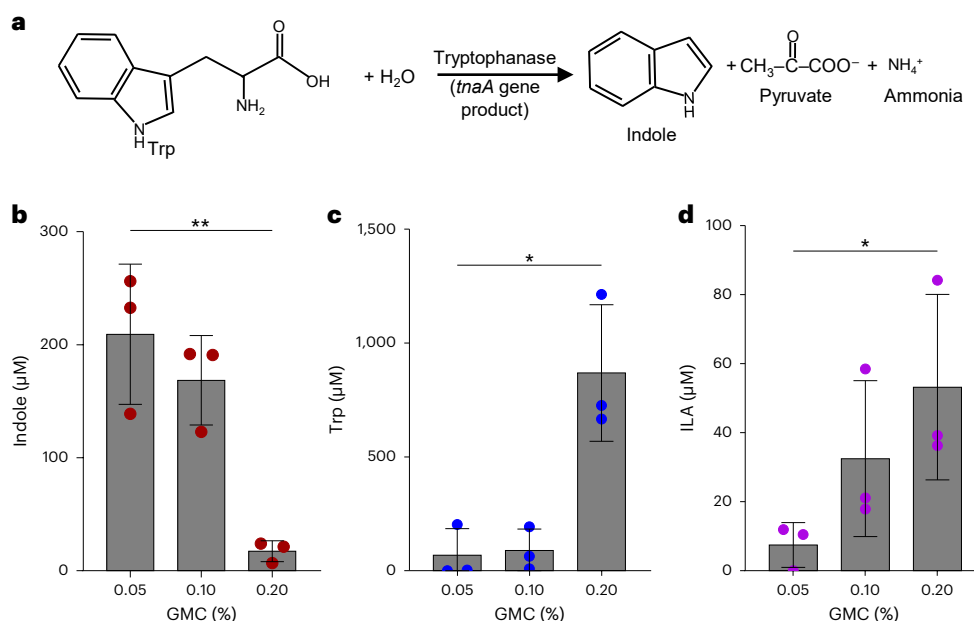 a
O
OH
NH₂
N
H
Trp
+ H₂O
Tryptophanase
(tnaA gene
product)
N
H
Indole
+
O
CH₃–C–COO⁻
Pyruvate
+
NH₄⁺
Ammonia
b
**
300
200
100
0
Indole (µM)
0.05 0.10 0.20
GMC (%)
c
*
1,500
1,000
500
0
Trp (µM)
0.05 0.10 0.20
GMC (%)
d
*
100
80
60
40
20
0
ILA (µM)
0.05 0.10 0.20
GMC (%)